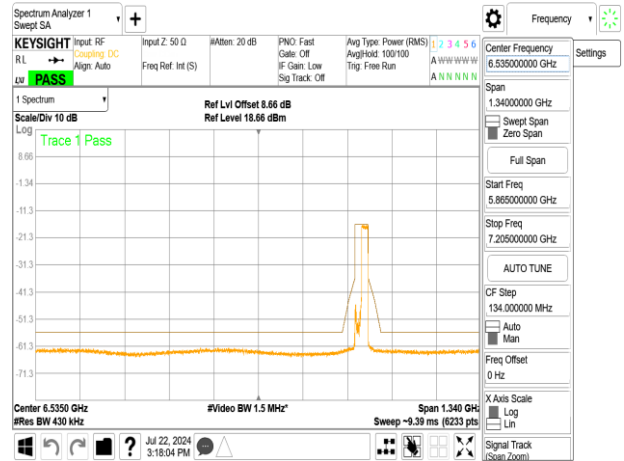 Spectrum Analyzer 1
Swept SA
+
Frequency
KEYSIGHT Input: RF Input Z: 50 Ω #Atten: 20 dB PNO: Fast Avg Type: Power (RMS) 1 2 3 4 5 6
RL Coupling: DC Gate: Off Avg|Hold: 100/100 A W W W W W
Align: Auto Freq Ref: Int (S) IF Gain: Low Trig: Free Run
LXI PASS Sig Track: Off A N N N N N
1 Spectrum
Ref Lvl Offset 8.66 dB
Scale/Div 10 dB Ref Level 18.66 dBm
Log
Trace 1 Pass
8.66
-1.34
-11.3
-21.3
-31.3
-41.3
-51.3
-61.3
-71.3
Center 6.5350 GHz #Video BW 1.5 MHz* Span 1.340 GHz
#Res BW 430 kHz Sweep ~9.39 ms (6233 pts
Jul 22, 2024
3:18:04 PM
?
Center Frequency
6.535000000 GHz
Settings
Span
1.34000000 GHz
Swept Span
Zero Span
Full Span
Start Freq
5.865000000 GHz
Stop Freq
7.205000000 GHz
AUTO TUNE
CF Step
134.000000 MHz
Auto
Man
Freq Offset
0 Hz
X Axis Scale
Log
Lin
Signal Track
(Span Zoom)